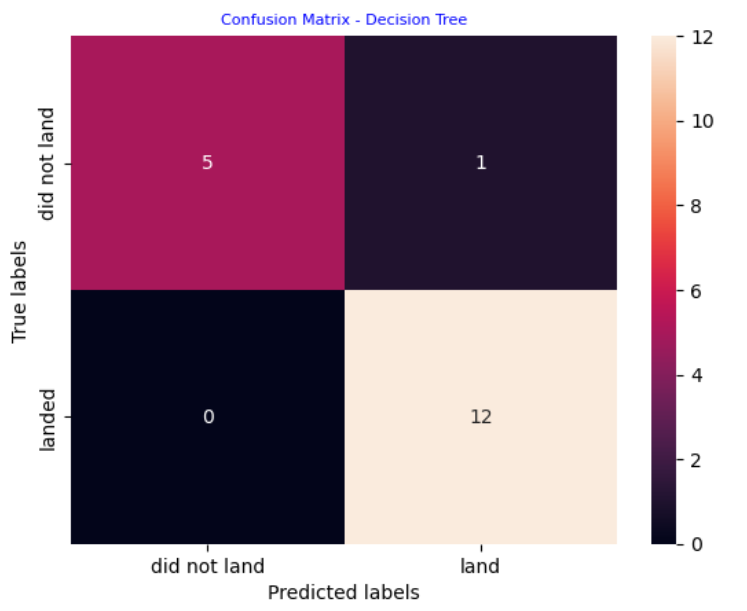 Confusion Matrix - Decision Tree
True labels
did not land
landed
5
1
0
12
did not land
land
Predicted labels
12
10
8
6
4
2
0